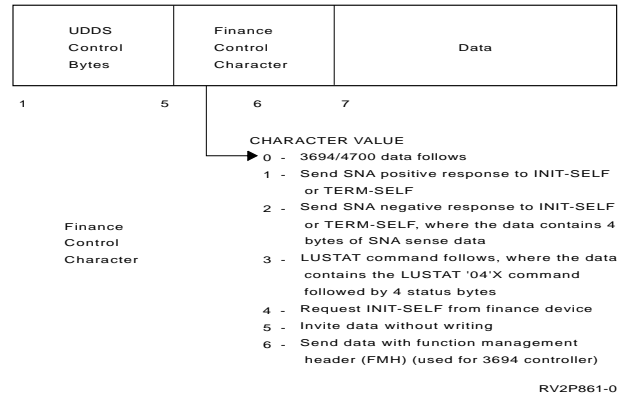 UDDS
Control
Bytes
Finance
Control
Character
Data
1 5 6 7
CHARACTER VALUE
0 - 3694/4700 data follows
1 - Send SNA positive response to INIT-SELF
or TERM-SELF
2 - Send SNA negative response to INIT-SELF
or TERM-SELF, where the data contains 4
bytes of SNA sense data
Finance
Control
Character
3 - LUSTAT command follows, where the data
contains the LUSTAT '04'X command
followed by 4 status bytes
4 - Request INIT-SELF from finance device
5 - Invite data without writing
6 - Send data with function management
header (FMH) (used for 3694 controller)
RV2P861-0